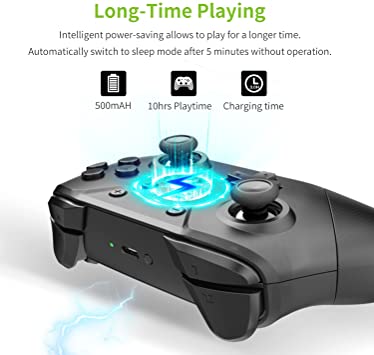 Long-Time Playing
Intelligent power-saving allows to play for a longer time.
Automatically switch to sleep mode after 5 minutes without operation.
500mAH
10hrs Playtime
Charging time